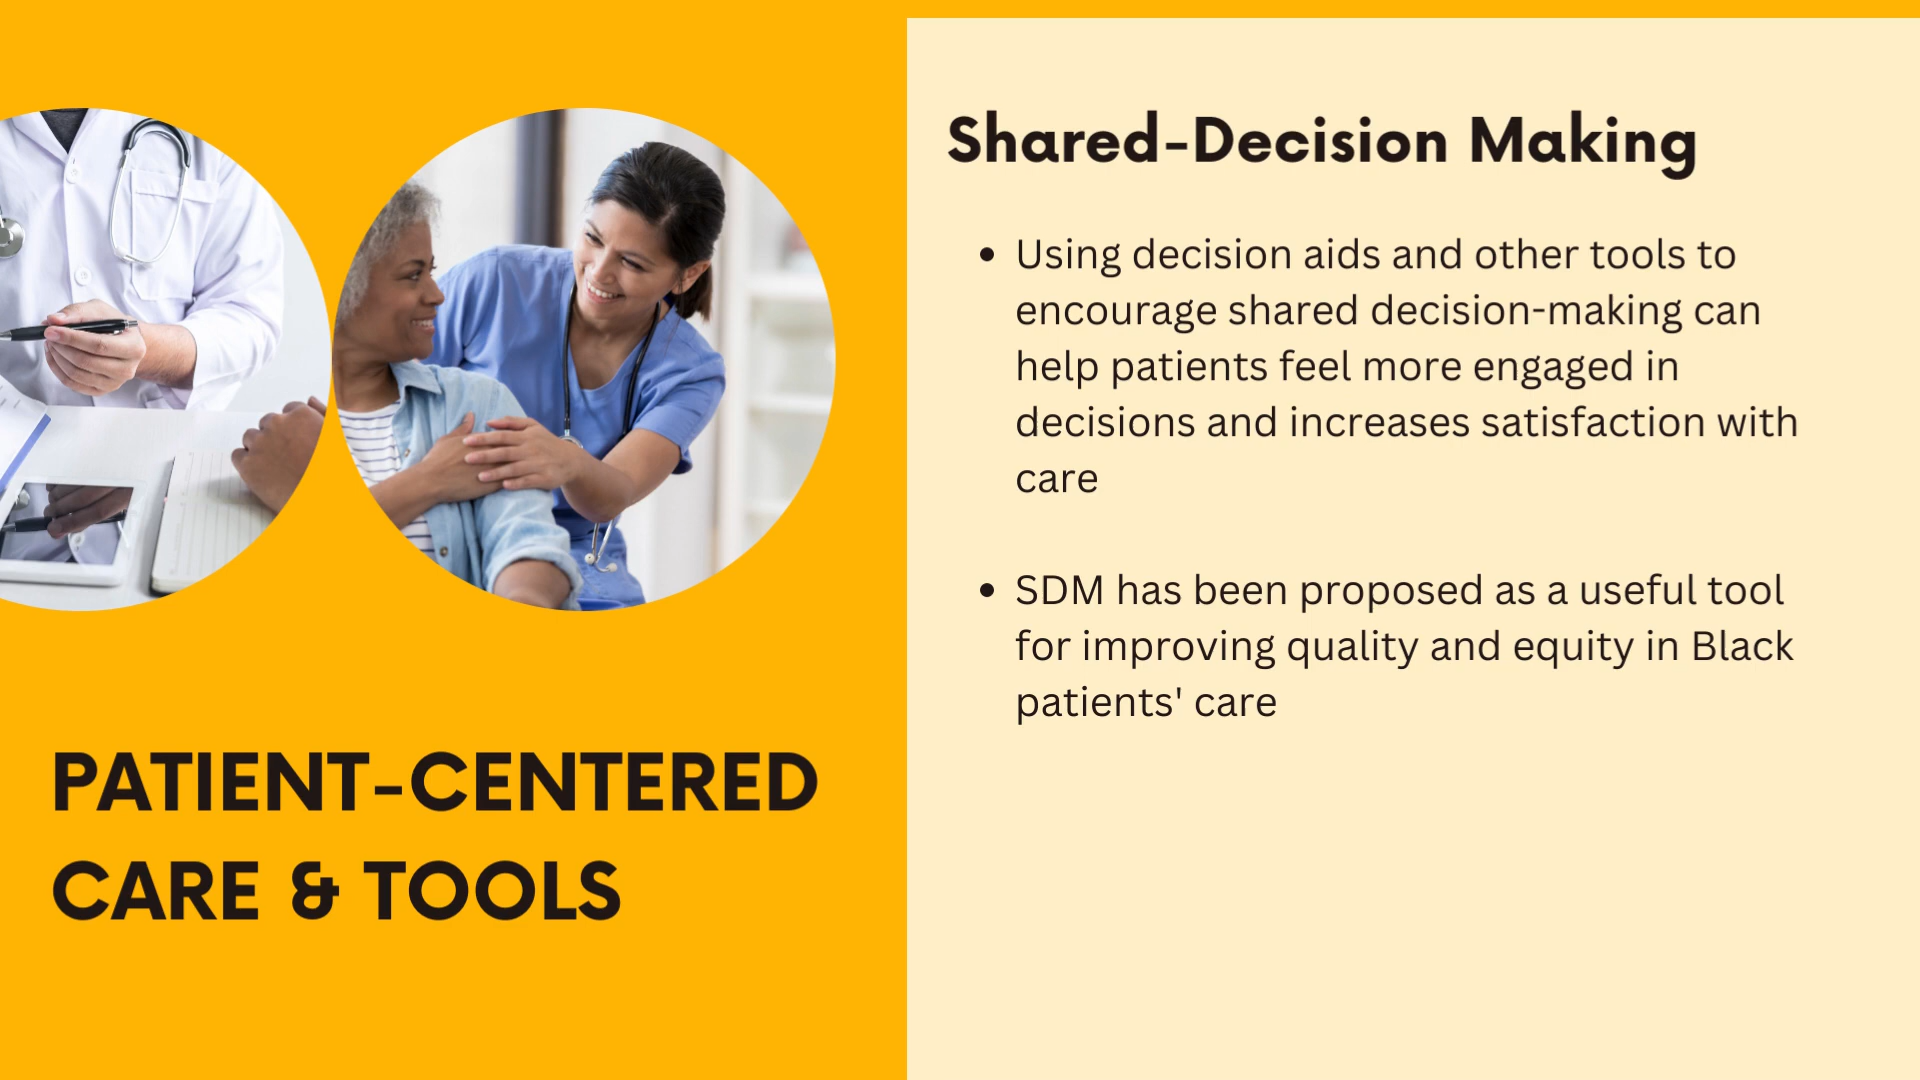 PATIENT-CENTERED
CARE & TOOLS
Shared-Decision Making
• Using decision aids and other tools to
encourage shared decision-making can
help patients feel more engaged in
decisions and increases satisfaction with
care
• SDM has been proposed as a useful tool
for improving quality and equity in Black
patients' care